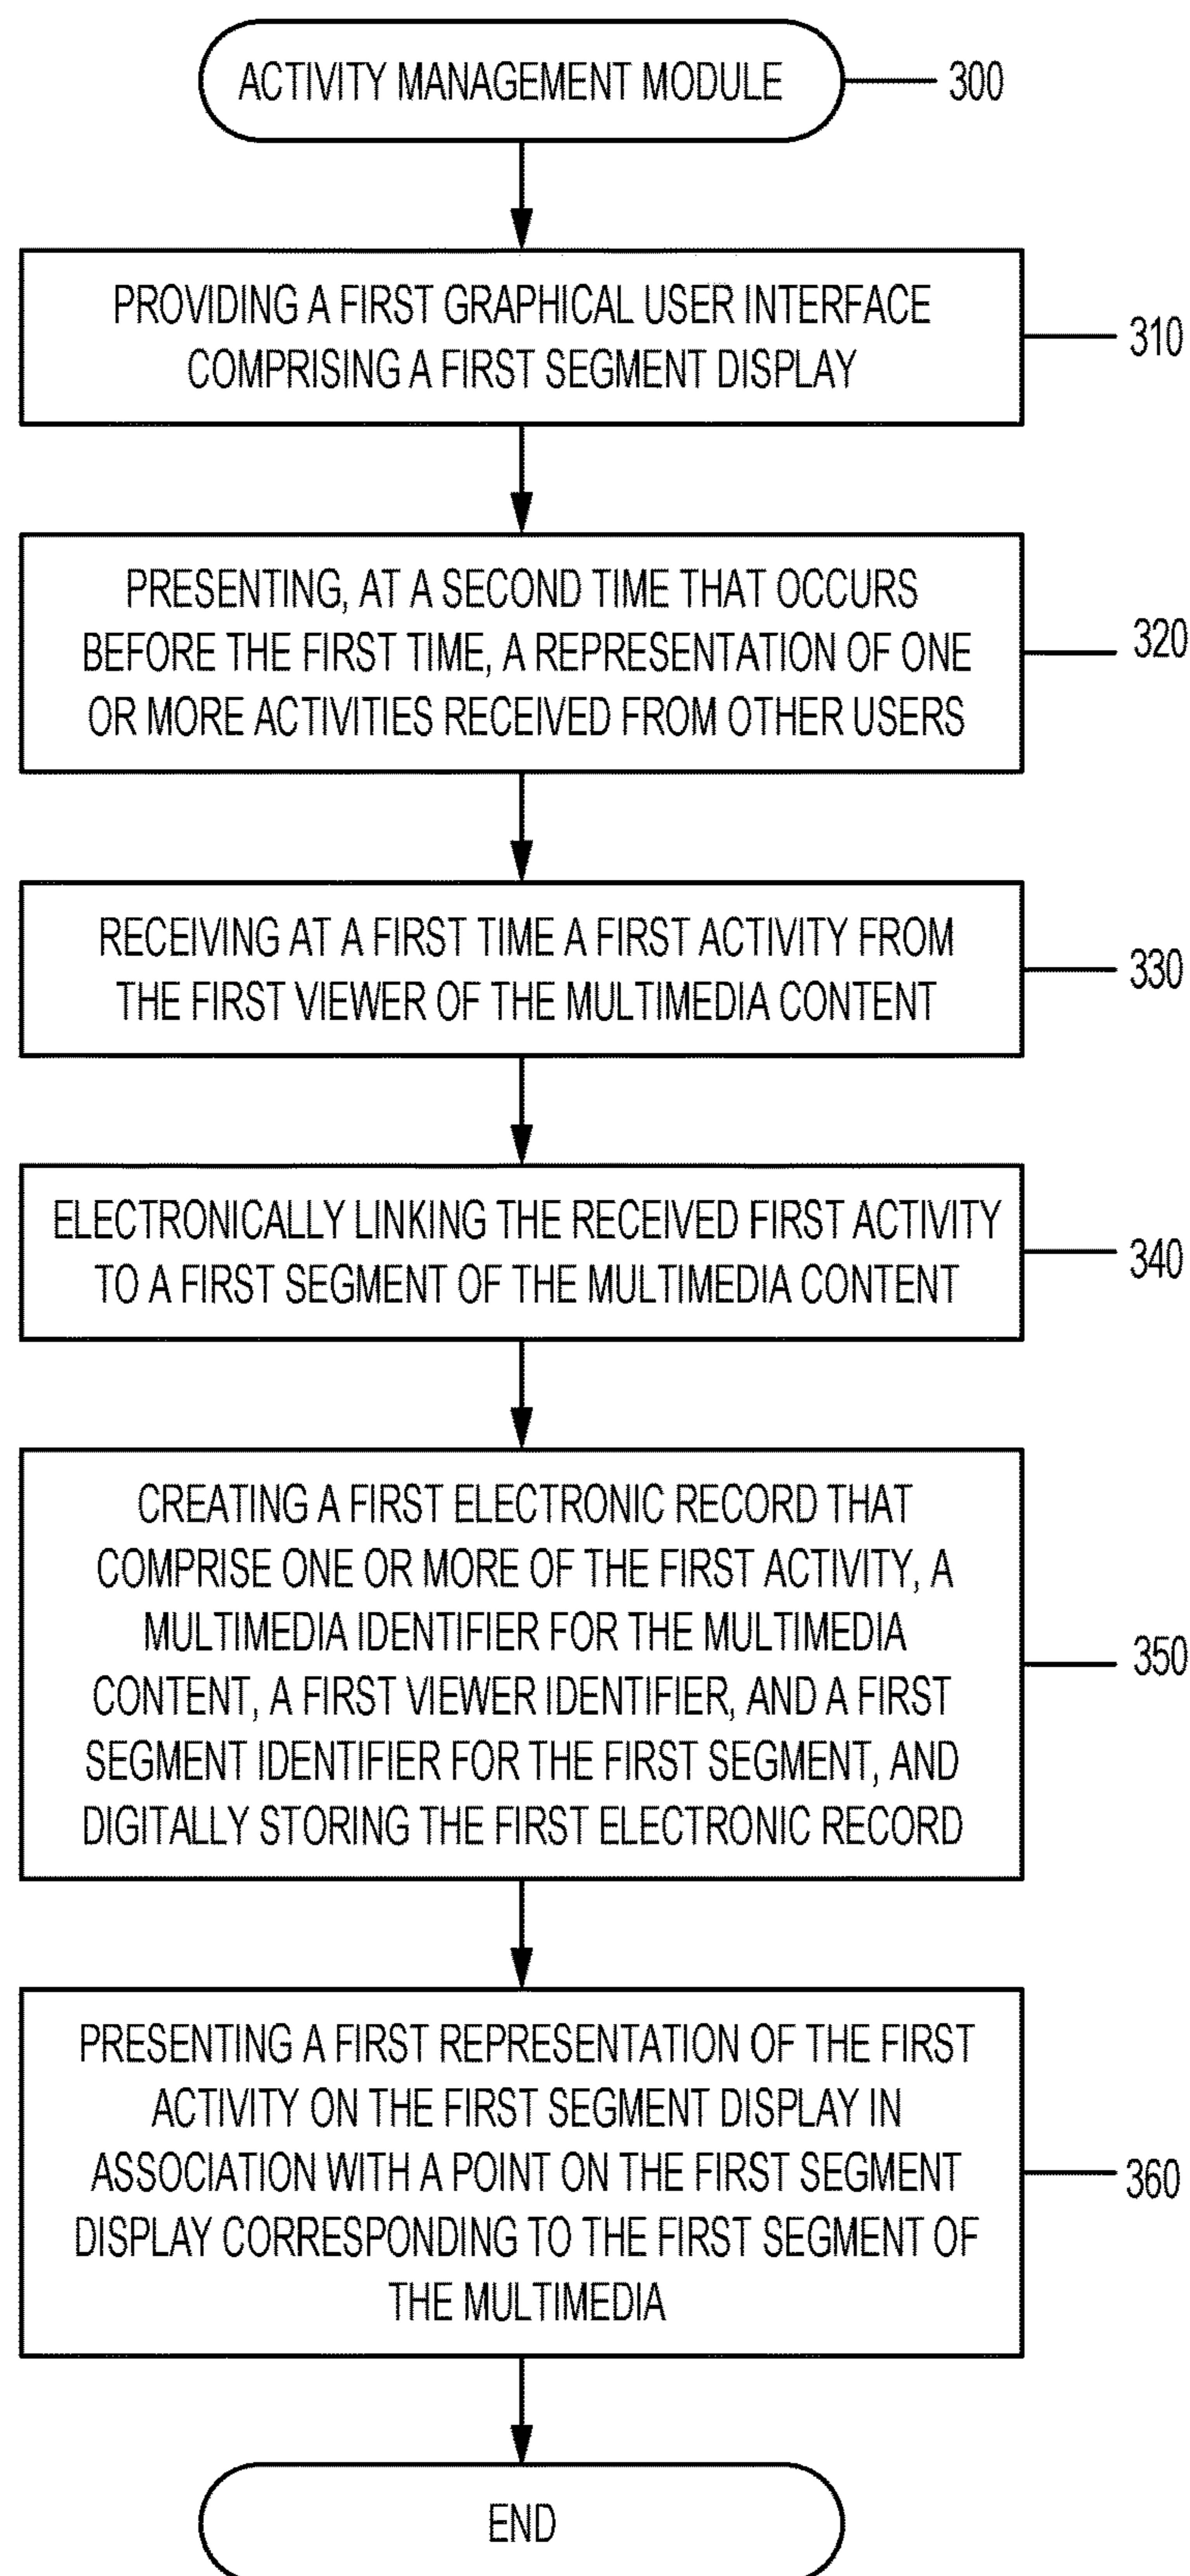 ACTIVITY MANAGEMENT MODULE
300
PROVIDING A FIRST GRAPHICAL USER INTERFACE
COMPRISING A FIRST SEGMENT DISPLAY
310
PRESENTING, AT A SECOND TIME THAT OCCURS
BEFORE THE FIRST TIME, A REPRESENTATION OF ONE
OR MORE ACTIVITIES RECEIVED FROM OTHER USERS
320
RECEIVING AT A FIRST TIME A FIRST ACTIVITY FROM
THE FIRST VIEWER OF THE MULTIMEDIA CONTENT
330
ELECTRONICALLY LINKING THE RECEIVED FIRST ACTIVITY
TO A FIRST SEGMENT OF THE MULTIMEDIA CONTENT
340
CREATING A FIRST ELECTRONIC RECORD THAT
COMPRISE ONE OR MORE OF THE FIRST ACTIVITY, A
MULTIMEDIA IDENTIFIER FOR THE MULTIMEDIA
CONTENT, A FIRST VIEWER IDENTIFIER, AND A FIRST
SEGMENT IDENTIFIER FOR THE FIRST SEGMENT, AND
DIGITALLY STORING THE FIRST ELECTRONIC RECORD
350
PRESENTING A FIRST REPRESENTATION OF THE FIRST
ACTIVITY ON THE FIRST SEGMENT DISPLAY IN
ASSOCIATION WITH A POINT ON THE FIRST SEGMENT
DISPLAY CORRESPONDING TO THE FIRST SEGMENT OF
THE MULTIMEDIA
360
END